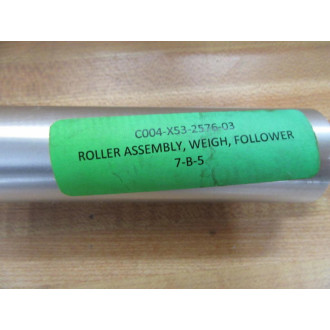 C004-X53-2576-03
ROLLER ASSEMBLY, WEIGH, FOLLOWER
7-B-5